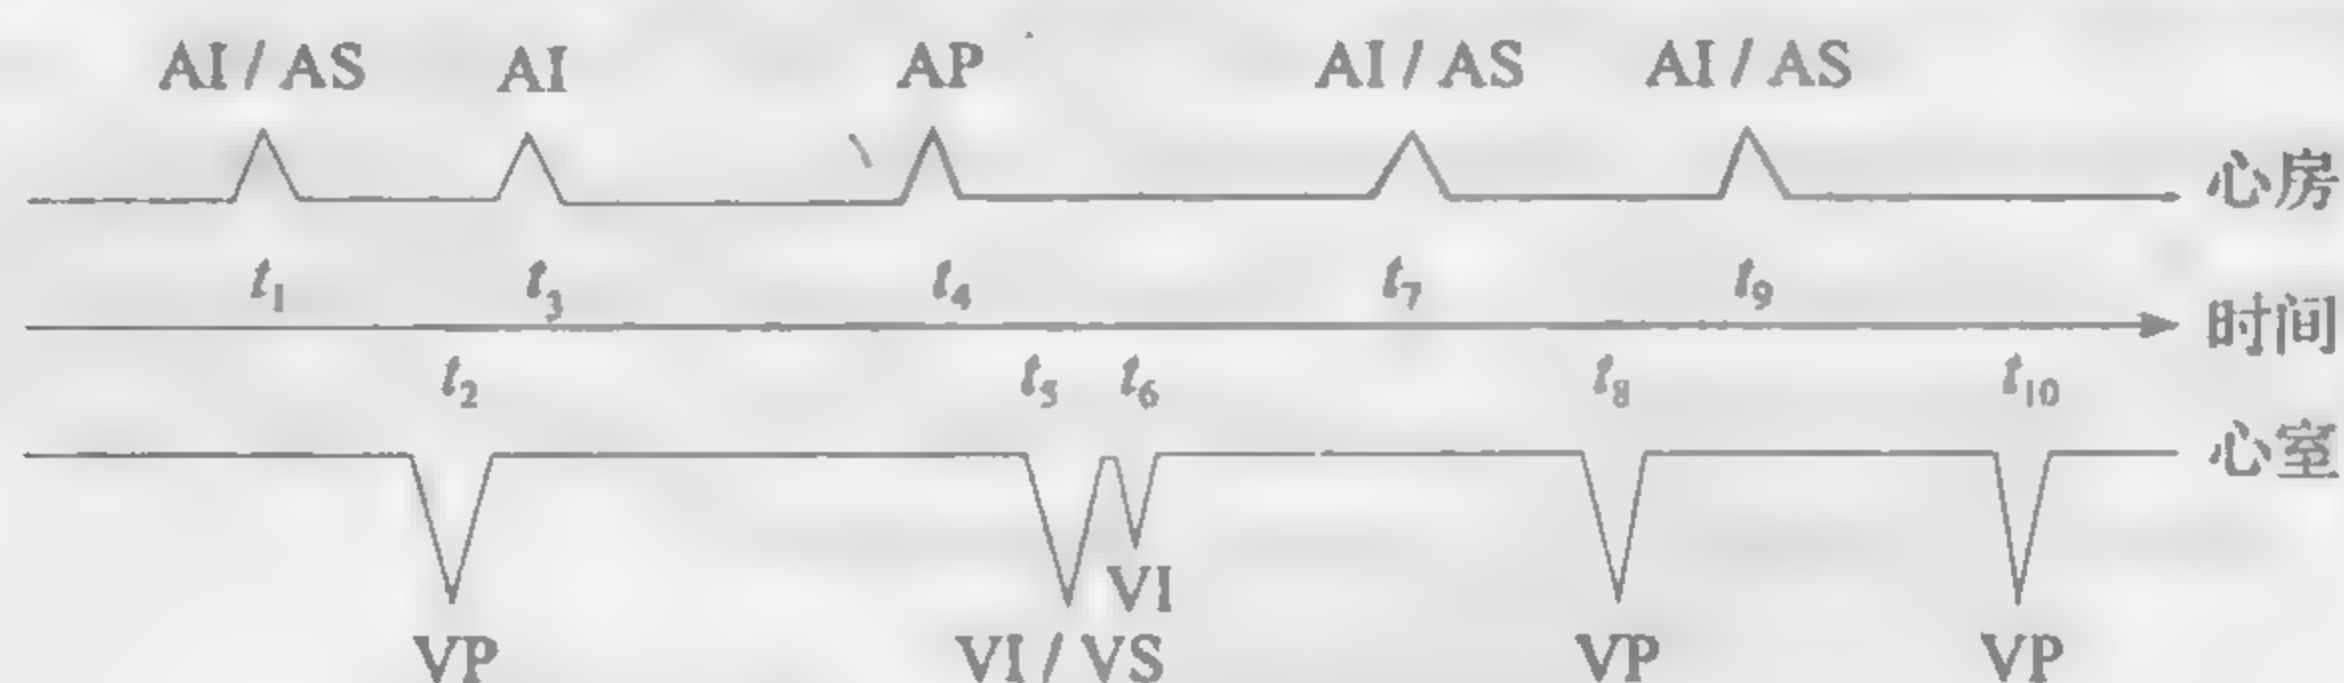 AI / AS AI AP AI / AS AI / AS
心房
t₁ t₃ t₄ t₇ t₉
时间
t₂ t₅ t₆ t₈ t₁₀
心室
VI
VP VI / VS VP VP